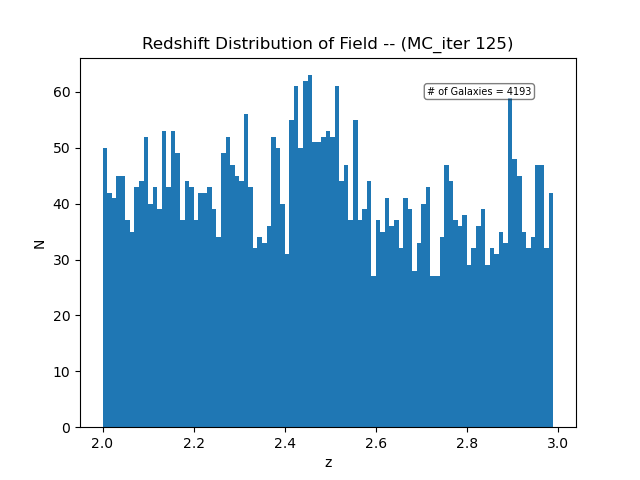 Redshift Distribution of Field -- (MC_iter 125)
# of Galaxies = 4193
60
50
40
30
20
10
0
N
2.0 2.2 2.4 2.6 2.8 3.0
z